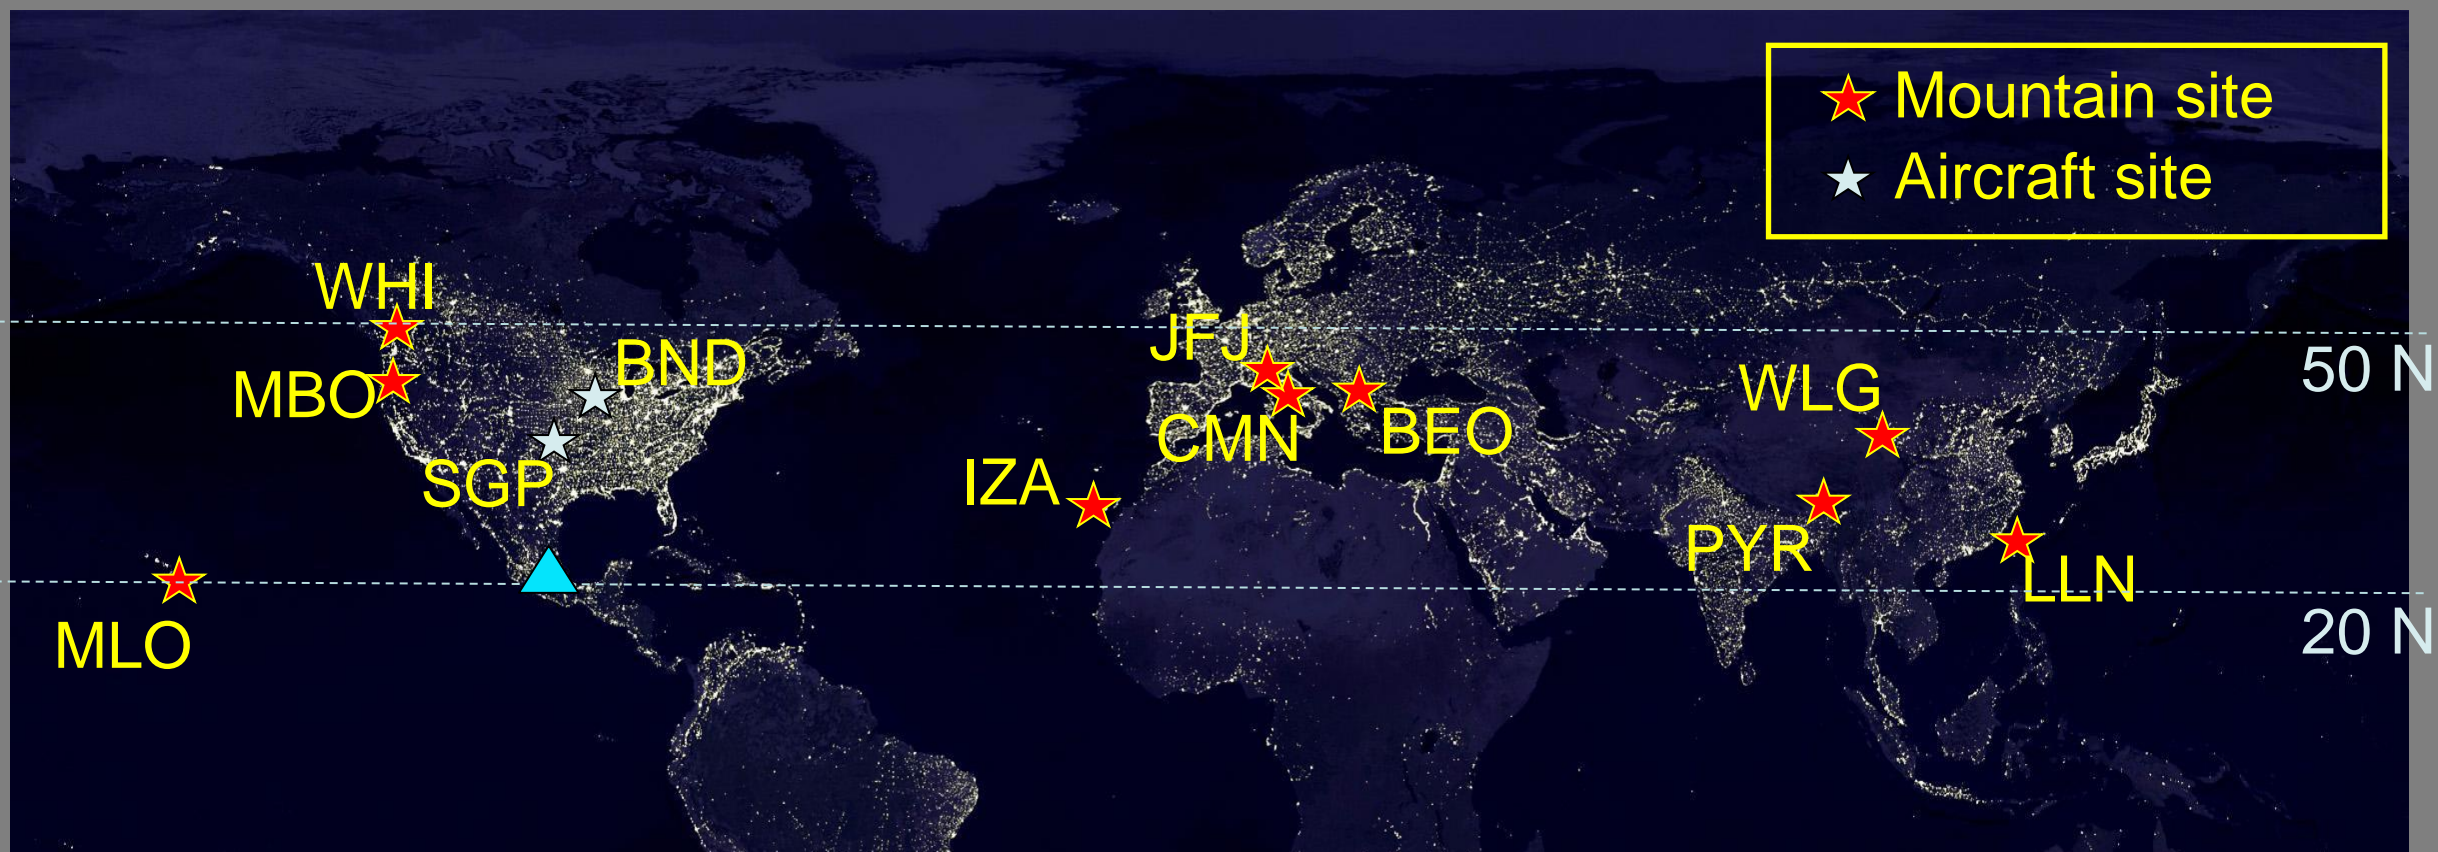 Mountain site
Aircraft site
WHI
JFJ
BND
50 N
MBO
WLG
CMN
BEO
SGP
IZA
PYR
LLN
MLO
20 N